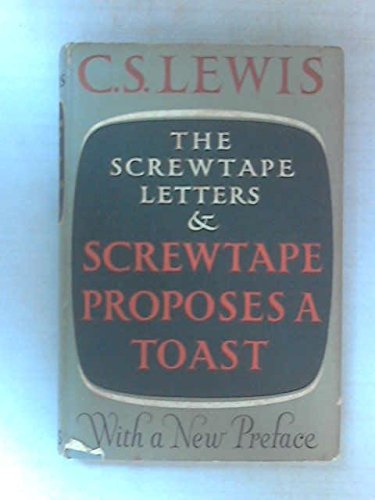 C.S. LEWIS
THE
SCREWTAPE
LETTERS
&
SCREWTAPE
PROPOSES A
TOAST
With a New Preface